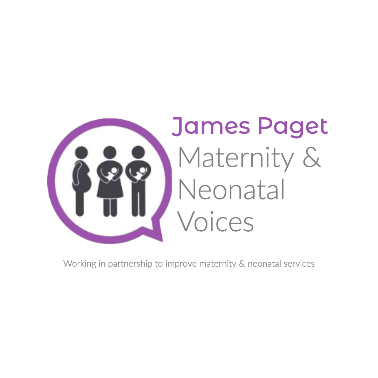 James Paget
Maternity &
Neonatal
Voices
Working in partnership to improve maternity & neonatal services